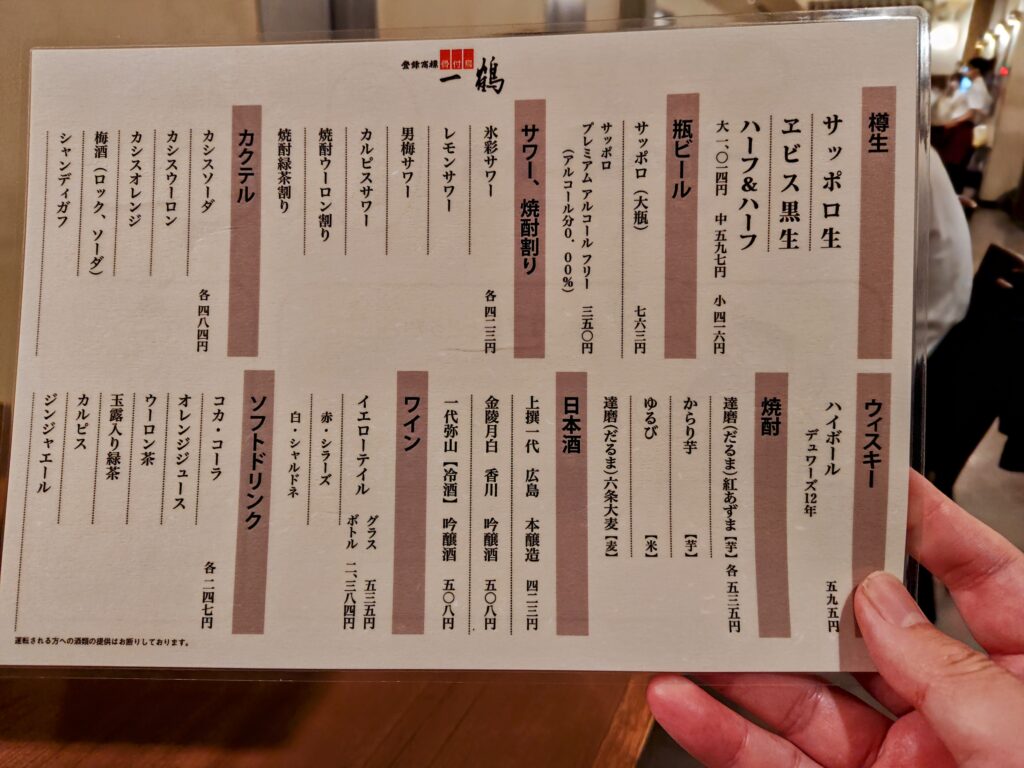 登録商標 骨付鳥 一鶴
樽生
サッポロ生
ヱビス黒生
ハーフ&ハーフ
大 一、〇一四円 中 五九七円 小 四一六円
瓶ビール
サッポロ（大瓶） 七六三円
サッポロ
プレミアム アルコール フリー 三五〇円
（アルコール分0．00%）
サワー、焼酎割り
氷彩サワー 各 四二三円
レモンサワー
男梅サワー
カルピスサワー
焼酎ウーロン割り
焼酎緑茶割り
カクテル
カシスソーダ 各 四八四円
カシスウーロン
カシスオレンジ
梅酒（ロック、ソーダ）
シャンディガフ
ウィスキー
ハイボール
デュワーズ12年 五九五円
焼酎
達磨（だるま）紅あずま【芋】 各 五三五円
からり芋 【芋】
ゆるび 【米】
達磨（だるま）六条大麦【麦】
日本酒
上撰一代 広島 本醸造 四二三円
金陵月白 香川 吟醸酒 五〇八円
一代弥山【冷酒】 吟醸酒 五〇八円
ワイン
イエローテイル グラス 五三五円
ボトル 二、三八四円
赤・シラーズ
白・シャルドネ
ソフトドリンク
コカ・コーラ 各 二四七円
オレンジジュース
ウーロン茶
玉露入り緑茶
カルピス
ジンジャエール
運転される方への酒類の提供はお断りしております。